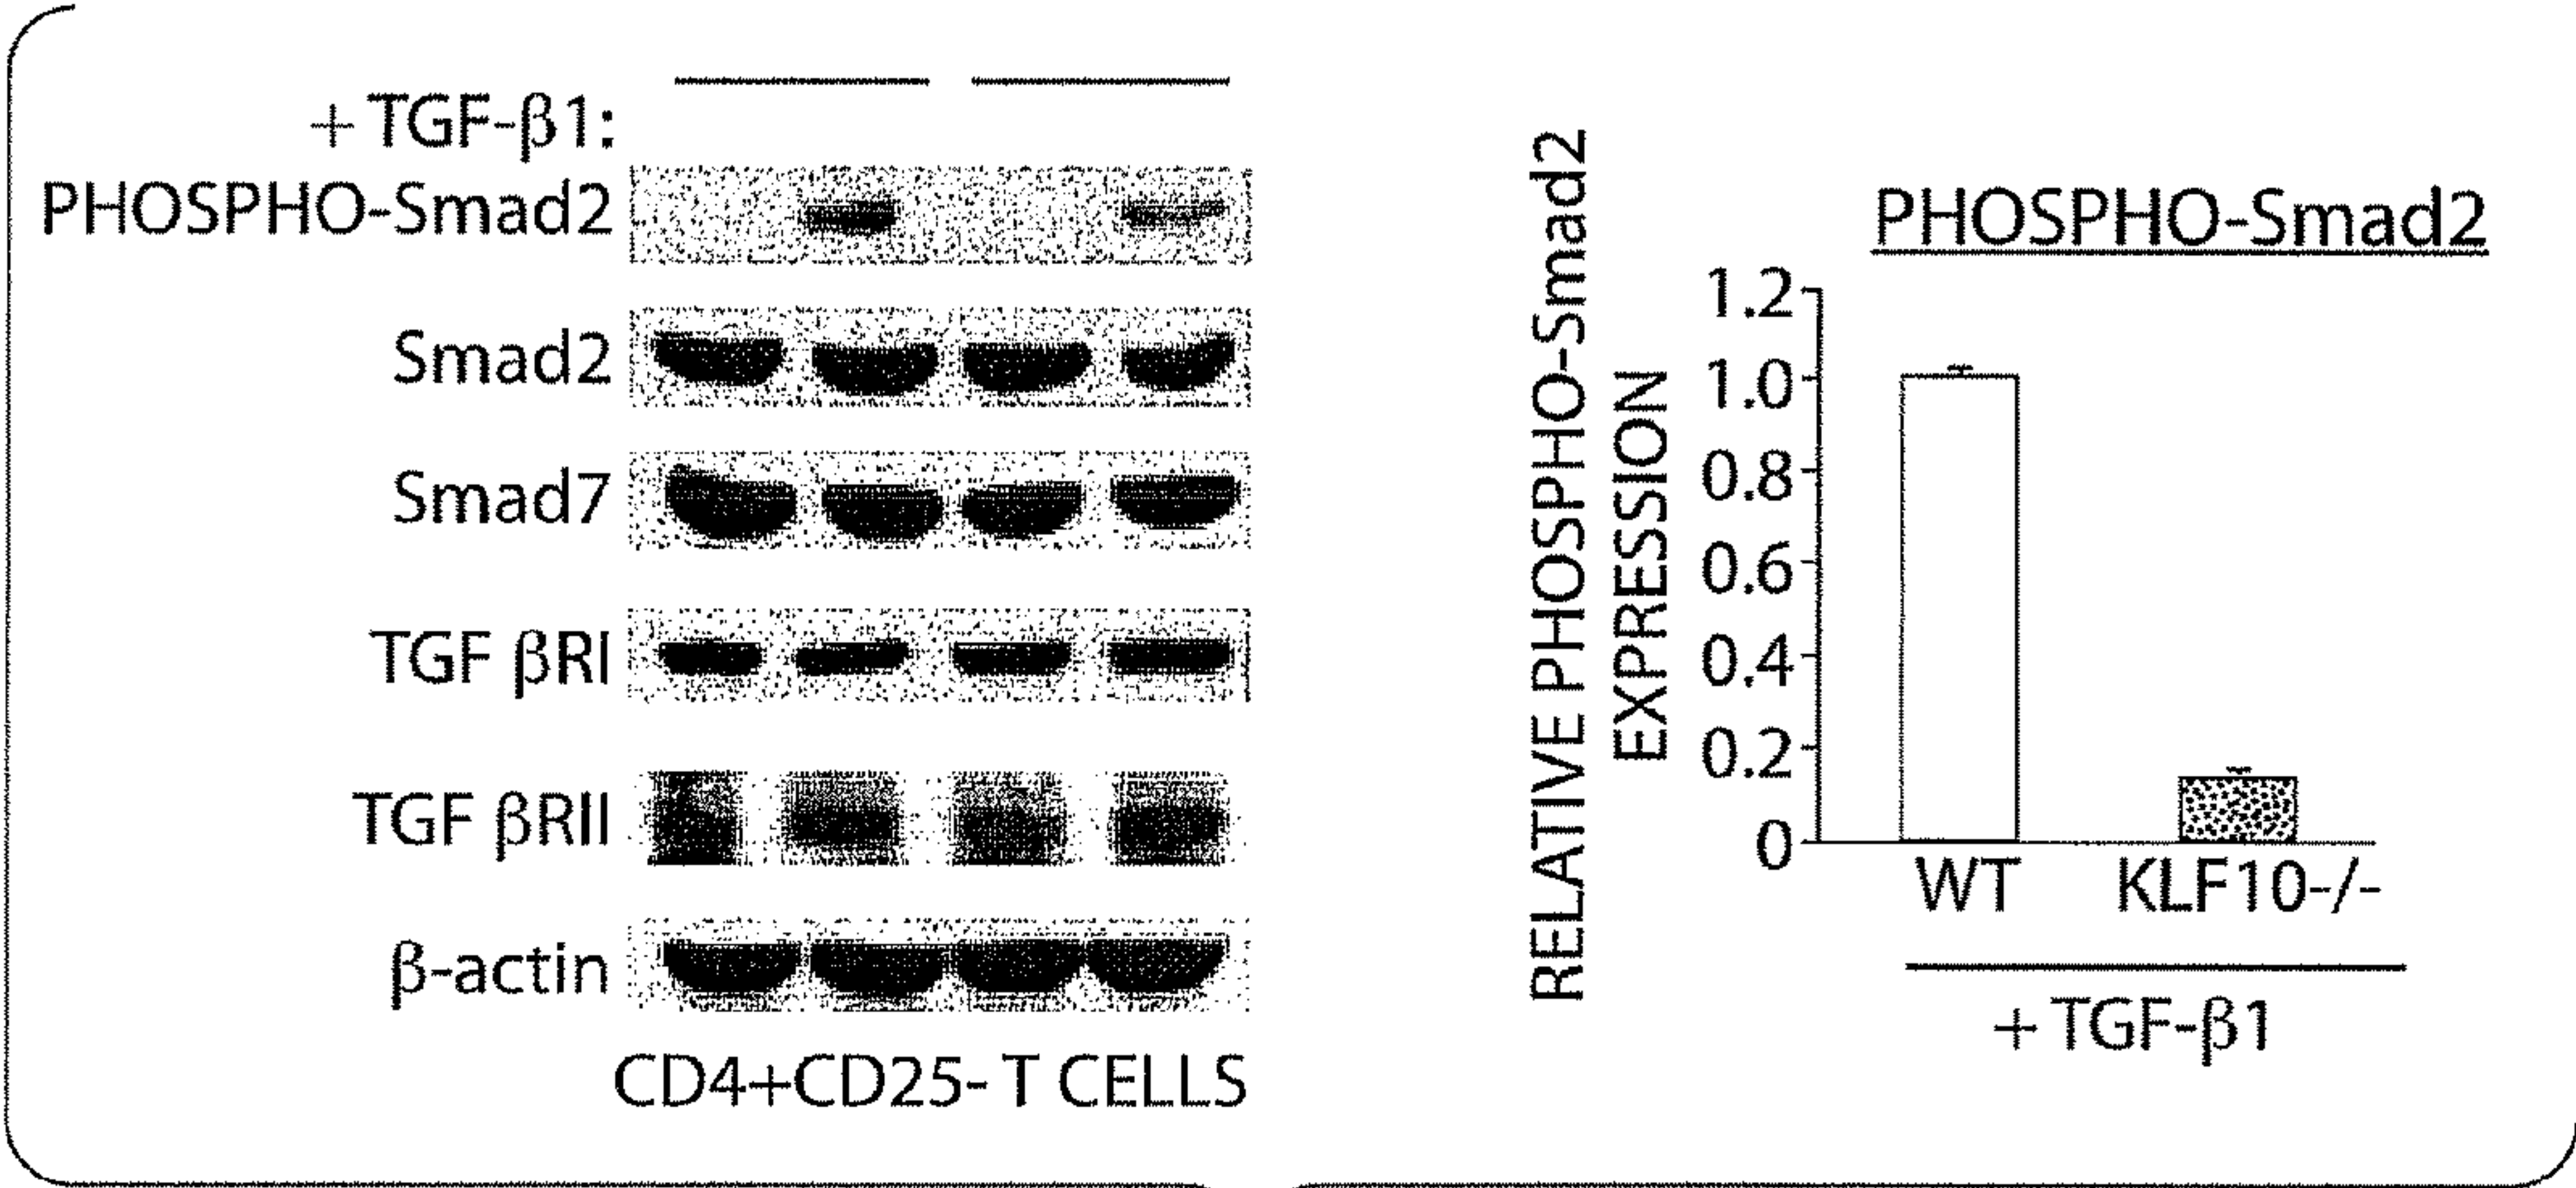 + TGF-β1:
PHOSPHO-Smad2
Smad2
Smad7
TGF βRI
TGF βRII
β-actin
CD4+CD25- T CELLS
RELATIVE PHOSPHO-Smad2
EXPRESSION
PHOSPHO-Smad2
1.2
1.0
0.8
0.6
0.4
0.2
0
WT KLF10-/-
+ TGF-β1